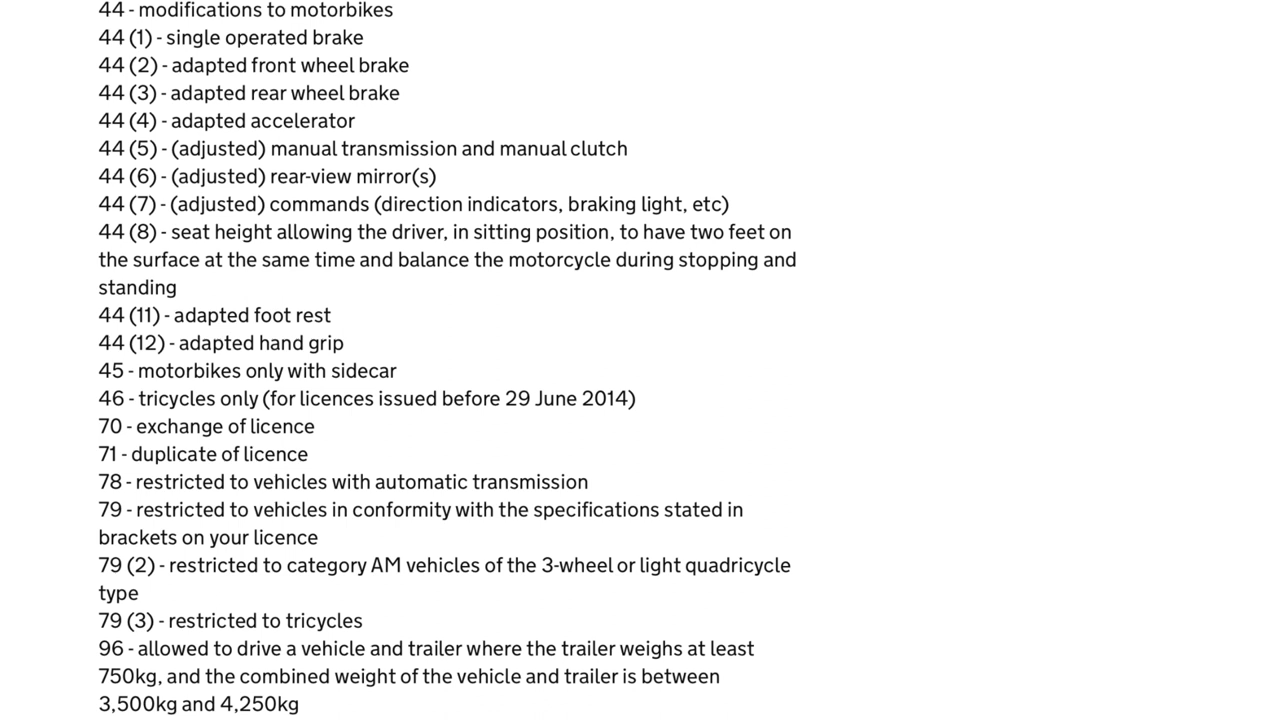 44 - modifications to motorbikes
44 (1) - single operated brake
44 (2) - adapted front wheel brake
44 (3) - adapted rear wheel brake
44 (4) - adapted accelerator
44 (5) - (adjusted) manual transmission and manual clutch
44 (6) - (adjusted) rear-view mirror(s)
44 (7) - (adjusted) commands (direction indicators, braking light, etc)
44 (8) - seat height allowing the driver, in sitting position, to have two feet on
the surface at the same time and balance the motorcycle during stopping and
standing
44 (11) - adapted foot rest
44 (12) - adapted hand grip
45 - motorbikes only with sidecar
46 - tricycles only (for licences issued before 29 June 2014)
70 - exchange of licence
71 - duplicate of licence
78 - restricted to vehicles with automatic transmission
79 - restricted to vehicles in conformity with the specifications stated in
brackets on your licence
79 (2) - restricted to category AM vehicles of the 3-wheel or light quadricycle
type
79 (3) - restricted to tricycles
96 - allowed to drive a vehicle and trailer where the trailer weighs at least
750kg, and the combined weight of the vehicle and trailer is between
3,500kg and 4,250kg